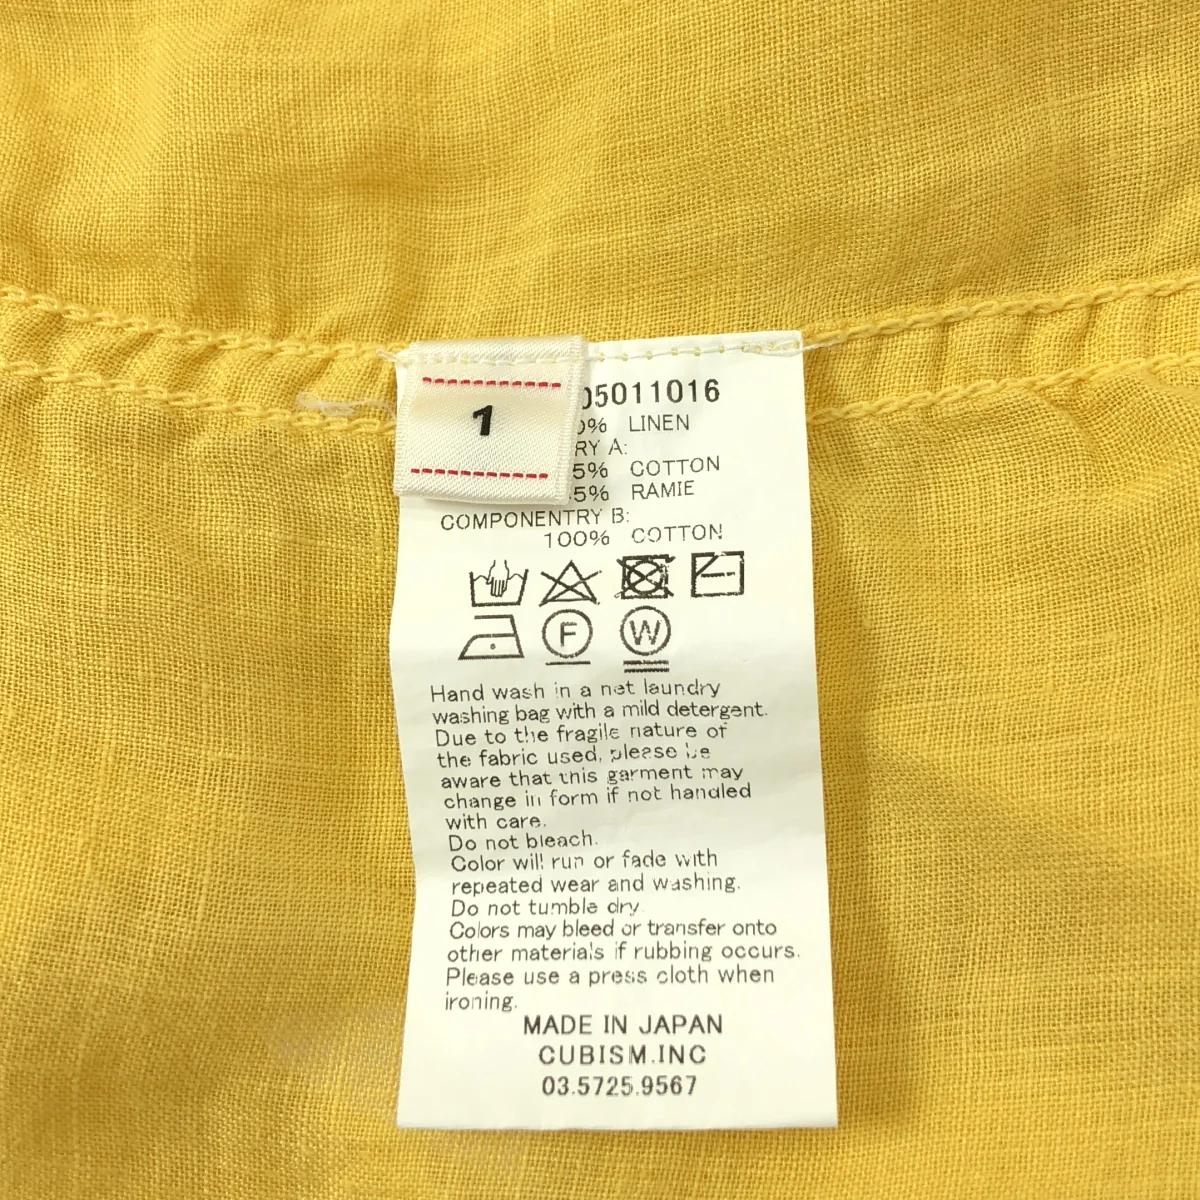 1
05011016
0% LINEN
RY A:
5% COTTON
5% RAMIE
COMPONENTRY B:
100% COTTON
F
W
Hand wash in a net laundry
washing bag with a mild detergent.
Due to the fragile nature of
the fabric used, please be
aware that this garment may
change in form if not handled
with care.
Do not bleach.
Color will run or fade with
repeated wear and washing.
Do not tumble dry.
Colors may bleed or transfer onto
other materials if rubbing occurs.
Please use a press cloth when
ironing.
MADE IN JAPAN
CUBISM.INC
03.5725.9567